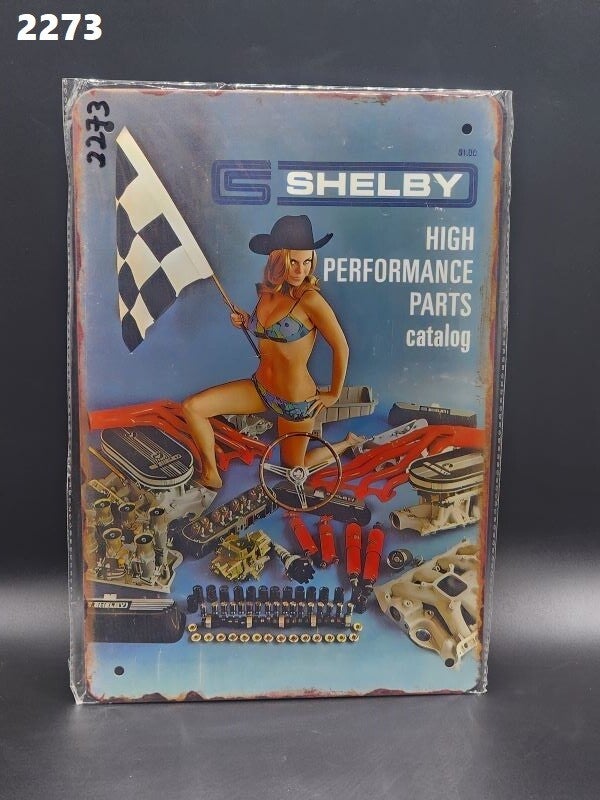 2273
2273
$1.00
SHELBY
HIGH
PERFORMANCE
PARTS
catalog
SHELBY